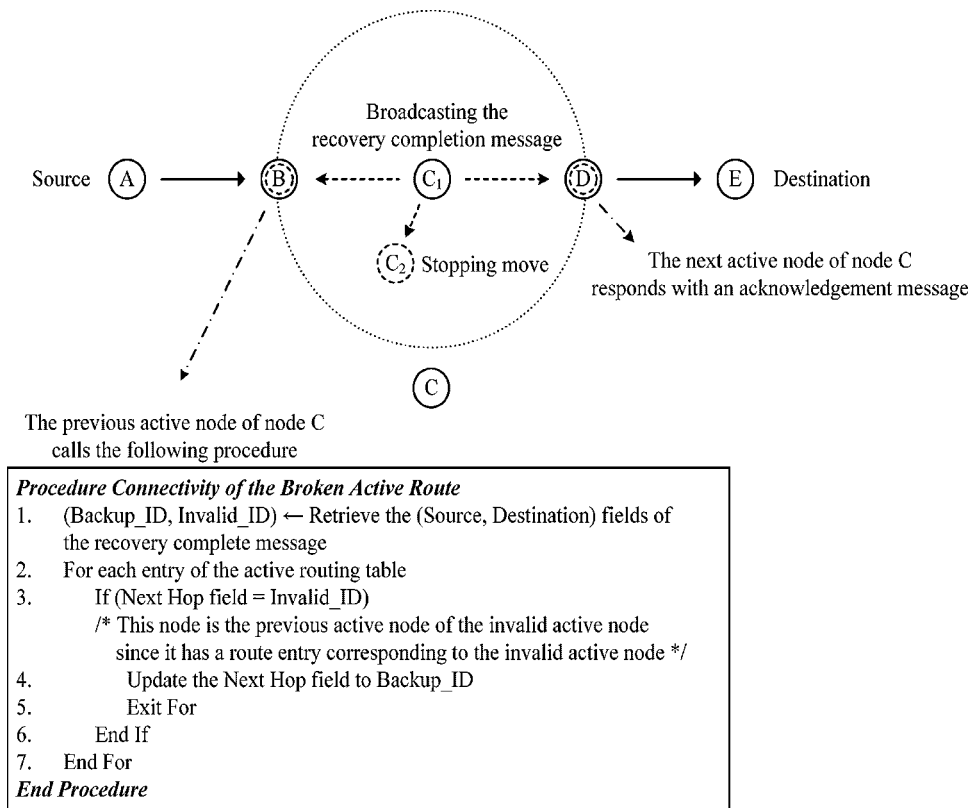 Broadcasting the
recovery completion message
Source A B C1 D E Destination
C2 Stopping move
The next active node of node C
responds with an acknowledgement message
C
The previous active node of node C
calls the following procedure
Procedure Connectivity of the Broken Active Route
1. (Backup_ID, Invalid_ID) ← Retrieve the (Source, Destination) fields of
the recovery complete message
2. For each entry of the active routing table
3. If (Next Hop field = Invalid_ID)
/* This node is the previous active node of the invalid active node
since it has a route entry corresponding to the invalid active node */
4. Update the Next Hop field to Backup_ID
5. Exit For
6. End If
7. End For
End Procedure